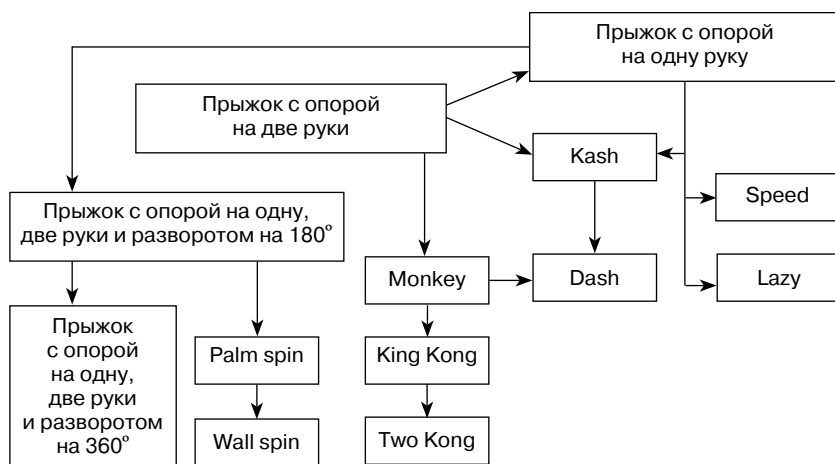 Прыжок с опорой
на одну руку
Прыжок с опорой
на две руки
Kash
Speed
Прыжок с опорой на одну,
две руки и разворотом на 180°
Monkey
Dash
Lazy
Прыжок
с опорой
на одну,
две руки
и разворотом
на 360°
Palm spin
King Kong
Wall spin
Two Kong